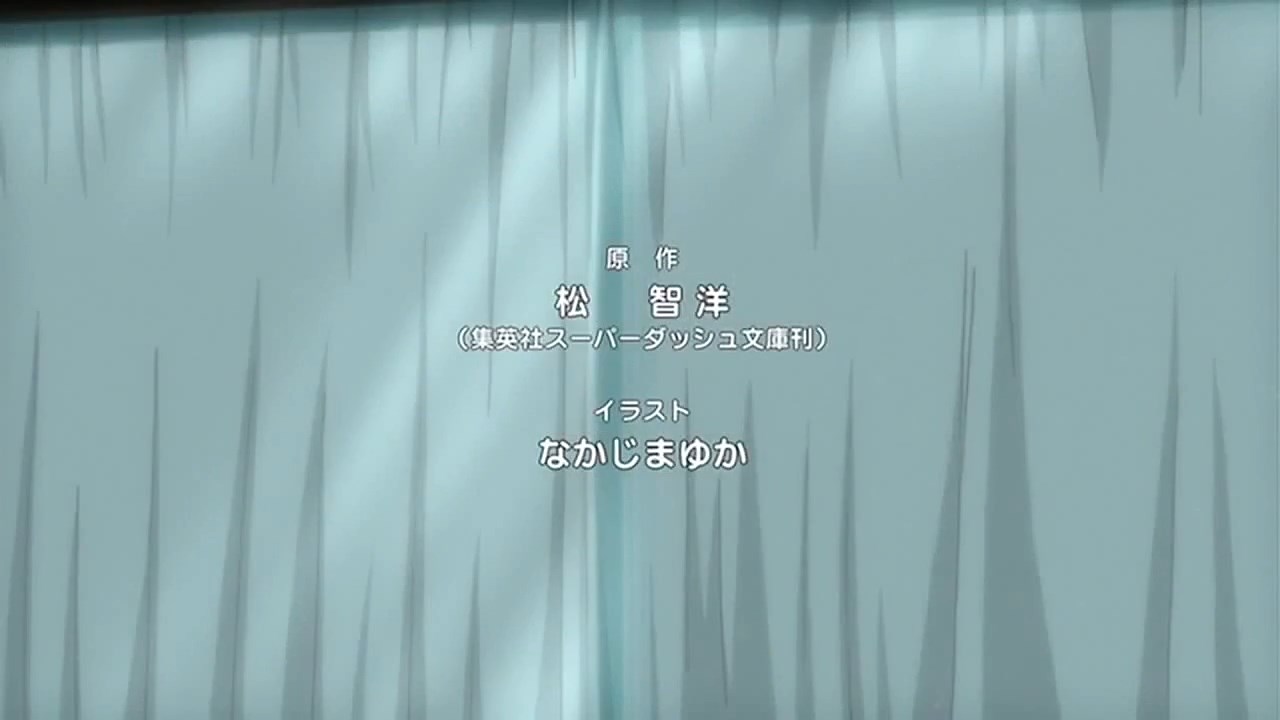 原　作
松　智洋
(集英社スーパーダッシュ文庫刊)
イラスト
なかじまゆか